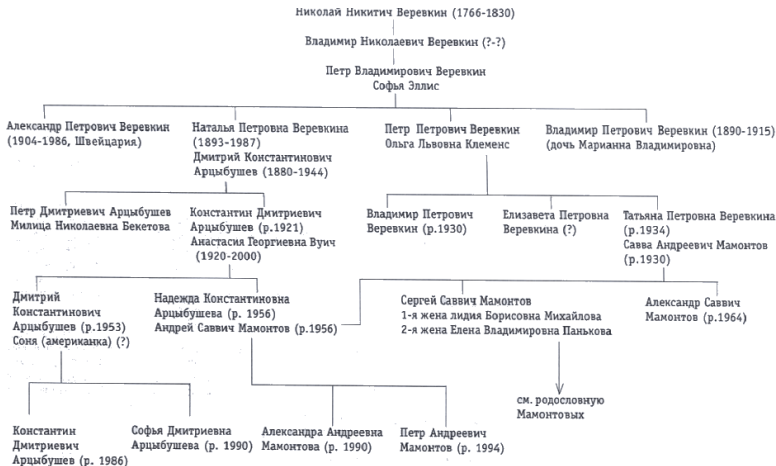 Николай Никитич Веревкин (1766-1830)
Владимир Николаевич Веревкин (?-?)
Петр Владимирович Веревкин
Софья Эллис
Александр Петрович Веревкин
(1904-1986, Швейцария)
Наталья Петровна Веревкина
(1893-1987)
Дмитрий Константинович
Арцыбушев (1880-1944)
Петр Петрович Веревкин
Ольга Львовна Клеменс
Владимир Петрович Веревкин (1890-1915)
(дочь Марианна Владимировна)
Петр Дмитриевич Арцыбушев
Милица Николаевна Бекетова
Константин Дмитриевич
Арцыбушев (р.1921)
Анастасия Георгиевна Вуич
(1920-2000)
Владимир Петрович
Веревкин (р.1930)
Елизавета Петровна
Веревкина (?)
Татьяна Петровна Веревкина
(р.1934)
Савва Андреевич Мамонтов
(р.1930)
Дмитрий
Константинович
Арцыбушев (р.1953)
Соня (американка) (?)
Надежда Константиновна
Арцыбушева (р. 1956)
Андрей Саввич Мамонтов (р.1956)
Сергей Саввич Мамонтов
1-я жена лидия Борисовна Михайлова
2-я жена Елена Владимировна Панькова
Александр Саввич
Мамонтов (р.1964)
см. родословную
Мамонтовых
Константин
Дмитриевич
Арцыбушев (р. 1986)
Софья Дмитриевна
Арцыбушева (р. 1990)
Александра Андреевна
Мамонтова (р. 1990)
Петр Андреевич
Мамонтов (р. 1994)